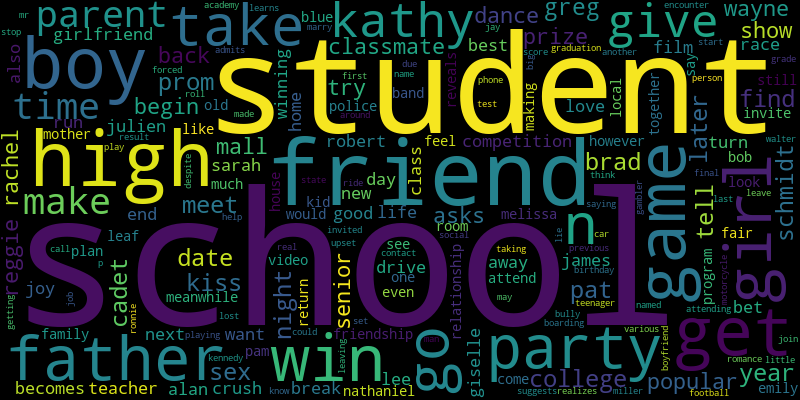 academy learns encounter jay
mr parent take kathy dance greg wayne
stop girlfriend admits marry blue give graduation another start
boy back student classmate best prize film race show
also forced due score big say grade
time prom begin winning try first name phone person still
run roll old police band test making love local together find
mother made home reveals around
julien like robert feel however invite
rachel result play mall friend class competition brad later turn walter
high despite sarah day kid think bob
make much house new final look
meet state ride game tell girl schmidt
end would good life asks melissa saying last leave
reggie leaf invited room n gambler fair
call plan help real upset see contact relationship social taking lie car previous
p date video drive one away james program
joy job cadet kiss school senior even attend birthday bet
meanwhile night return may pat motorcycle
getting lost set teenager attending join
family ronnie next playing want could friendship bully named various get
father kennedy win leaving go giselle party boarding boyfriend year
pam man romance little
becomes teacher alan crush sex know break lee nathaniel come suggests college realizes miller popular football emily